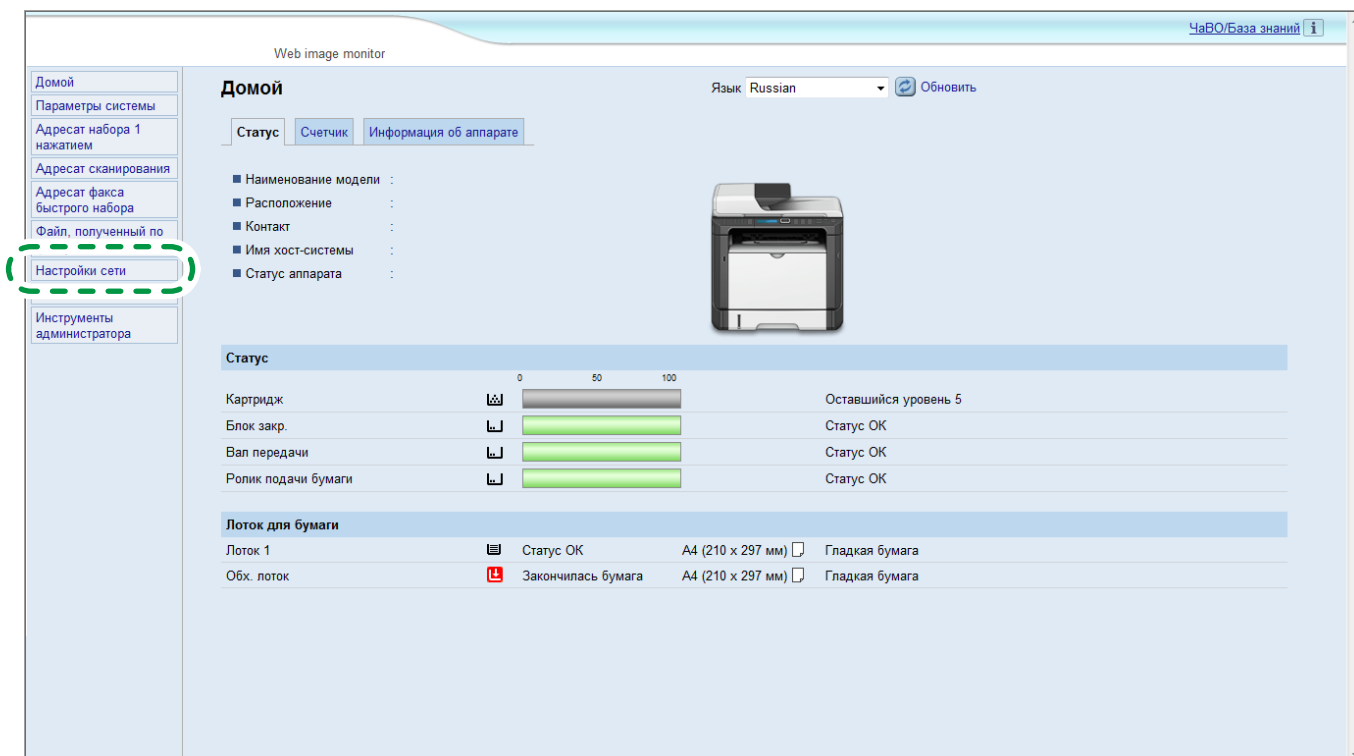 ЧаВО/База знаний
Web image monitor
Домой
Параметры системы
Адресат набора 1
нажатием
Адресат сканирования
Адресат факса
быстрого набора
Файл, полученный по
Настройки сети
Инструменты
администратора
Домой
Язык Russian Обновить
Статус Счетчик Информация об аппарате
Наименование модели :
Расположение :
Контакт :
Имя хост-системы :
Статус аппарата :
Статус
0 50 100
Картридж Оставшийся уровень 5
Блок закр. Статус OK
Вал передачи Статус OK
Ролик подачи бумаги Статус OK
Лоток для бумаги
Лоток 1 Статус OK A4 (210 x 297 мм) Гладкая бумага
Обх. лоток Закончилась бумага A4 (210 x 297 мм) Гладкая бумага